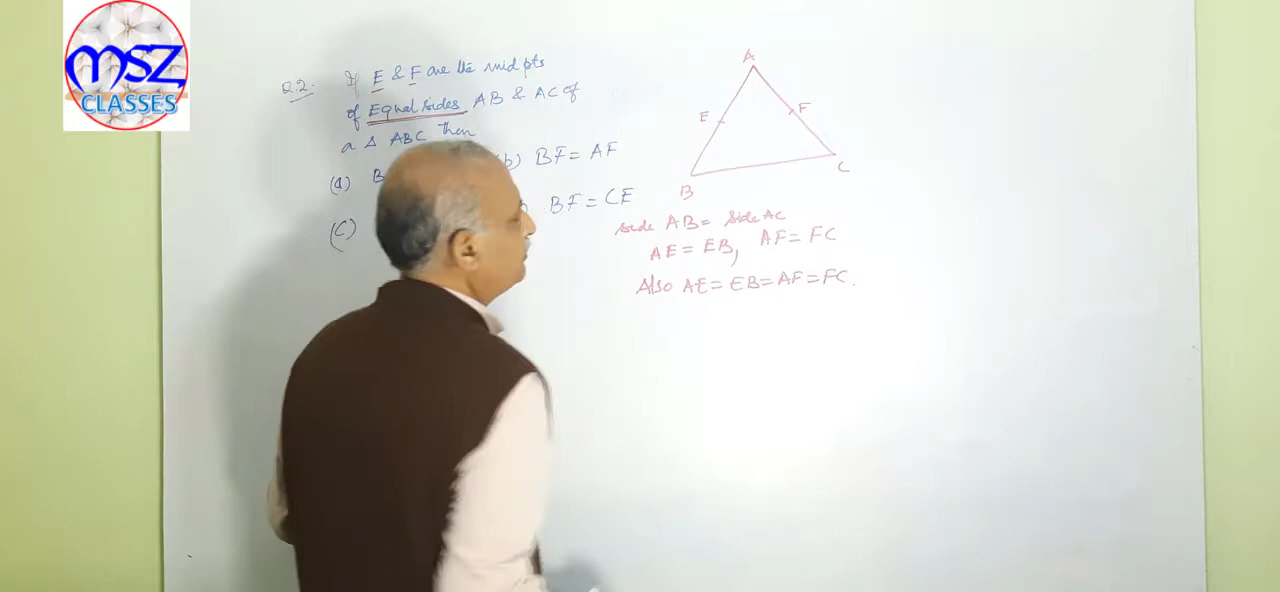 MSZ
CLASSES
Q.2. If E & F are the mid pts
of Equal sides AB & AC of
a Δ ABC then
(a) B
(b) BF = AF
(c)
BF = CE
A
E
F
B
C
side AB = side AC
AE = EB, AF = FC
Also AE = EB = AF = FC.